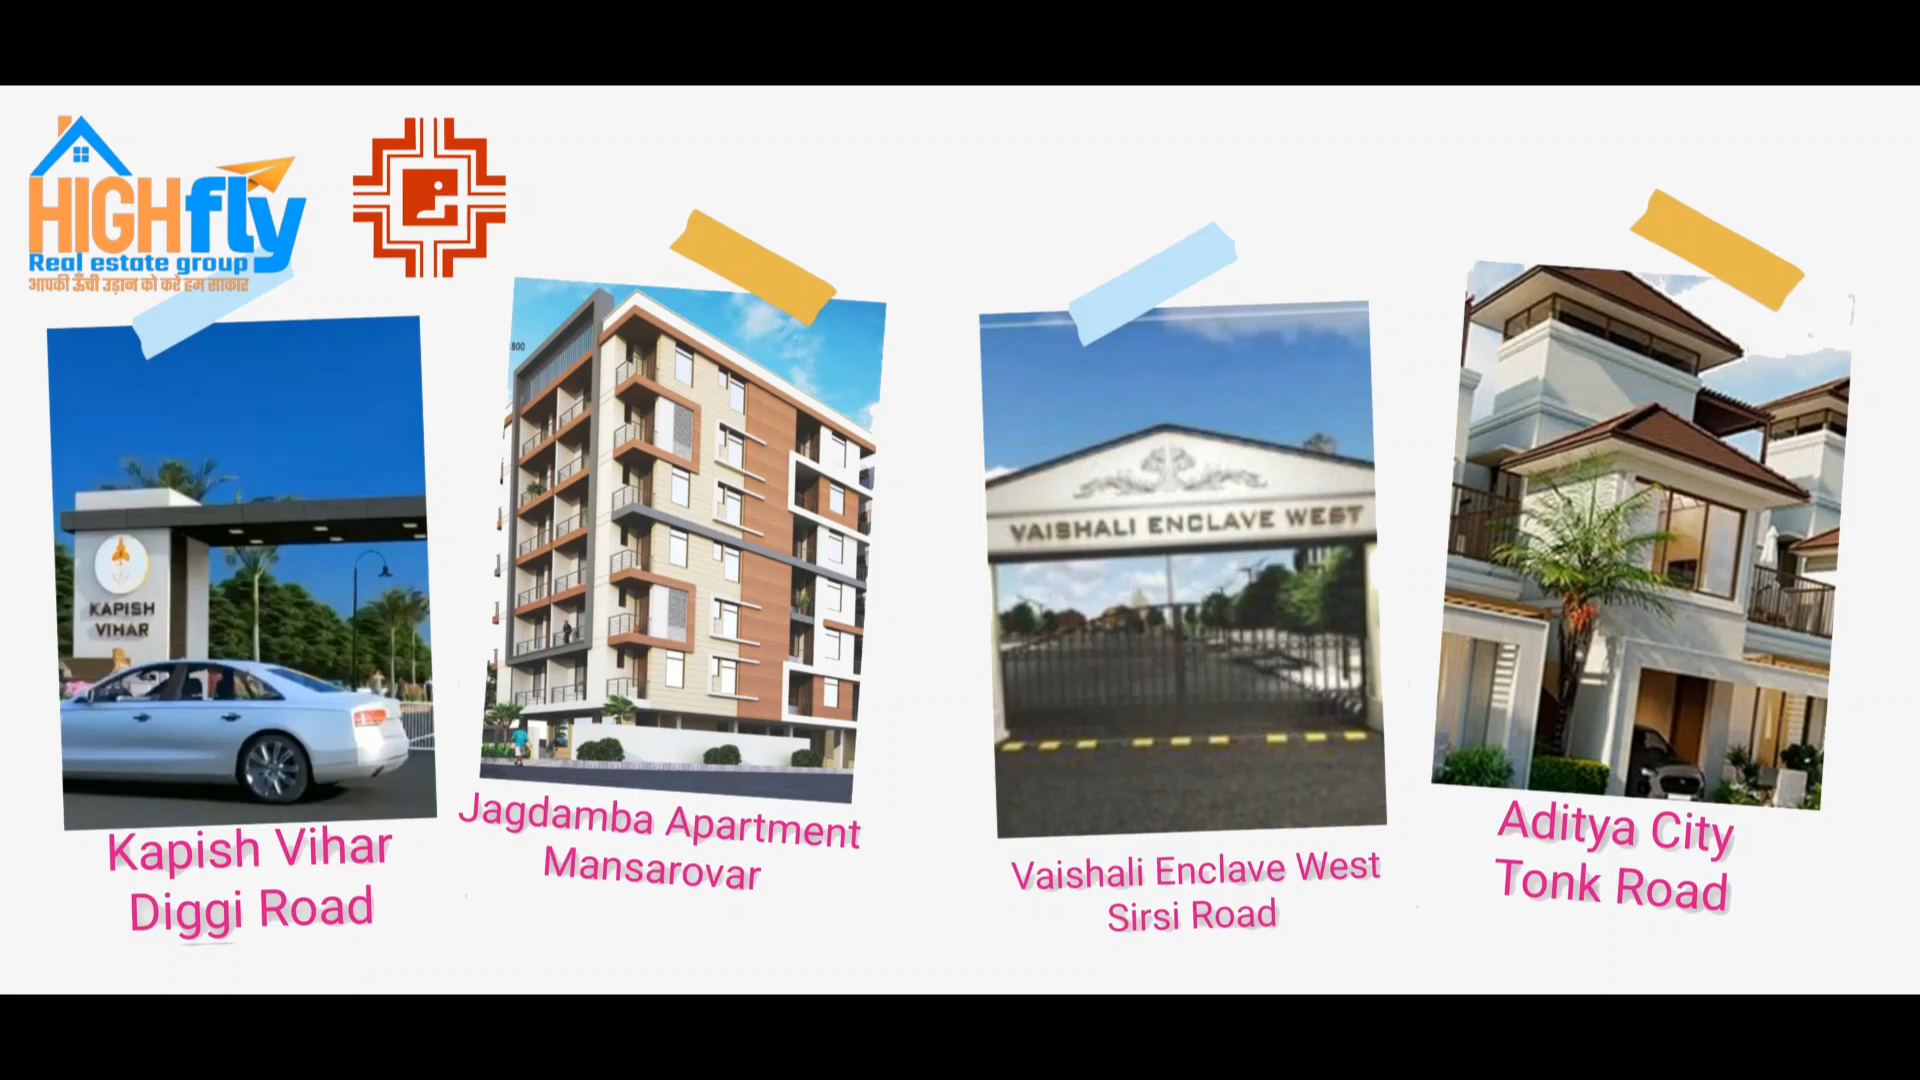 HIGHfly
Real estate group
आपकी ऊँची उड़ान को करे हम साकार
800
KAPISH
VIHAR
VAISHALI ENCLAVE WEST
Kapish Vihar
Diggi Road
Jagdamba Apartment
Mansarovar
Vaishali Enclave West
Sirsi Road
Aditya City
Tonk Road